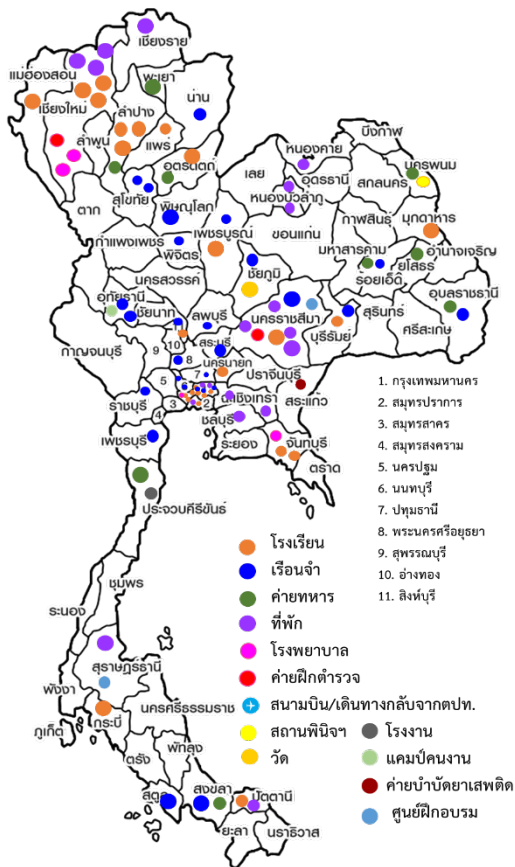 เชียงราย
แม่ฮ่องสอน
พะเยา
เชียงใหม่
น่าน
ลำปาง
ลำพูน
แพร่
อุตรดิตถ์
ตาก
สุโขทัย
พิษณุโลก
เลย
หนองคาย
บึงกาฬ
อุดรธานี
หนองบัวลำภู
สกลนคร
นครพนม
กำแพงเพชร
พิจิตร
เพชรบูรณ์
ขอนแก่น
กาฬสินธุ์
มุกดาหาร
มหาสารคาม
ร้อยเอ็ด
ยโสธร
อำนาจเจริญ
นครสวรรค์
ชัยภูมิ
อุทัยธานี
ชัยนาท
ลพบุรี
นครราชสีมา
บุรีรัมย์
สุรินทร์
ศรีสะเกษ
อุบลราชธานี
กาญจนบุรี
สระบุรี
นครนายก
ปราจีนบุรี
สระแก้ว
9
10
8
7
5
6
3
2
4
ราชบุรี
ฉะเชิงเทรา
ชลบุรี
เพชรบุรี
ระยอง
จันทบุรี
ตราด
ประจวบคีรีขันธ์
ชุมพร
ระนอง
สุราษฎร์ธานี
พังงา
ภูเก็ต
กระบี่
นครศรีธรรมราช
ตรัง
พัทลุง
สตูล
สงขลา
ปัตตานี
ยะลา
นราธิวาส
1. กรุงเทพมหานคร
2. สมุทรปราการ
3. สมุทรสาคร
4. สมุทรสงคราม
5 นครปฐม
6. นนทบุรี
7. ปทุมธานี
8. พระนครศรีอยุธยา
9. สุพรรณบุรี
10. อ่างทอง
11. สิงห์บุรี
โรงเรียน
เรือนจำ
ค่ายทหาร
ที่พัก
โรงพยาบาล
ค่ายฝึกตำรวจ
สนามบิน/เดินทางกลับจากตปท.
สถานพินิจฯ
วัด
โรงงาน
แคมป์คนงาน
ค่ายบำบัดยาเสพติด
ศูนย์ฝึกอบรม